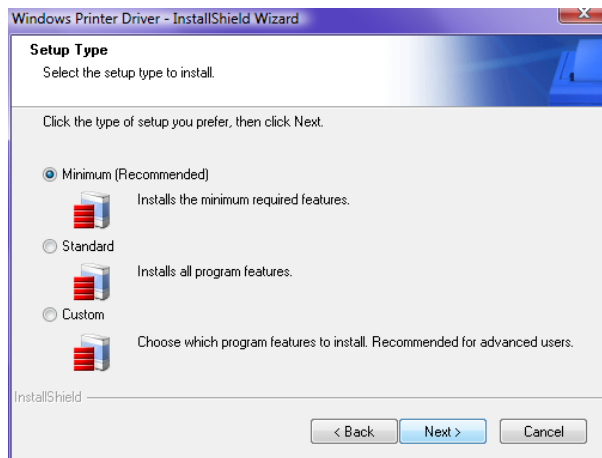 Windows Printer Driver - InstallShield Wizard
Setup Type
Select the setup type to install.
Click the type of setup you prefer, then click Next.
Minimum (Recommended)
Installs the minimum required features.
Standard
Installs all program features.
Custom
Choose which program features to install. Recommended for advanced users.
InstallShield
< Back Next > Cancel